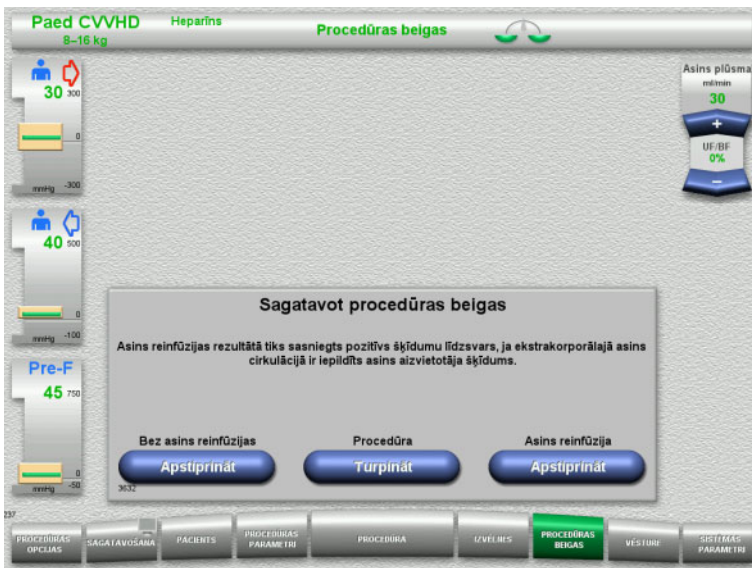 Paed CVVHD
8–16 kg
Heparīns
Procedūras beigas
30
300
0
mmHg
-300
40
500
0
mmHg
-100
Pre-F
45
750
0
mmHg
-50
Asins plūsma
ml/min
30
+
UF/BF
0%
–
Sagatavot procedūras beigas
Asins reinfūzijas rezultātā tiks sasniegts pozitīvs šķidumu līdzsvars, ja ekstrakorporālajā asins
cirkulācijā ir iepildīts asins aizvietotāja šķidums.
Bez asins reinfūzijas
Apstiprināt
Procedūra
Turpināt
Asins reinfūzija
Apstiprināt
3632
237
PROCEDŪRAS
OPCIJAS
SAGATAVOŠANA
PACIENTS
PROCEDŪRAS
PARAMETRI
PROCEDŪRA
IZVĒLNES
PROCEDŪRAS
BEIGAS
VĒSTURE
SISTĒMAS
PARAMETRI